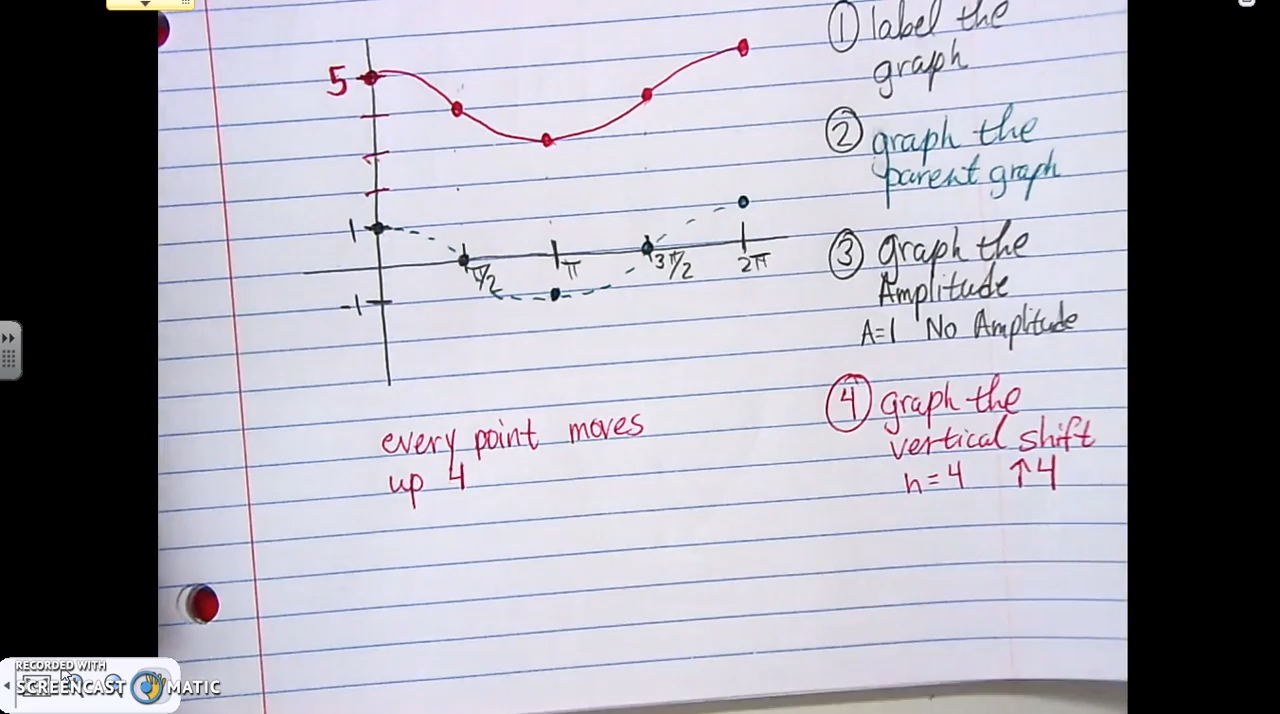 ① label the
graph
② graph the
parent graph
③ graph the
Amplitude
A=1 No Amplitude
④ graph the
vertical shift
h=4 ↑4
5
1
-1
π/2
π
3π/2
2π
every point moves
up 4
RECORDED WITH
SCREENCAST MATIC